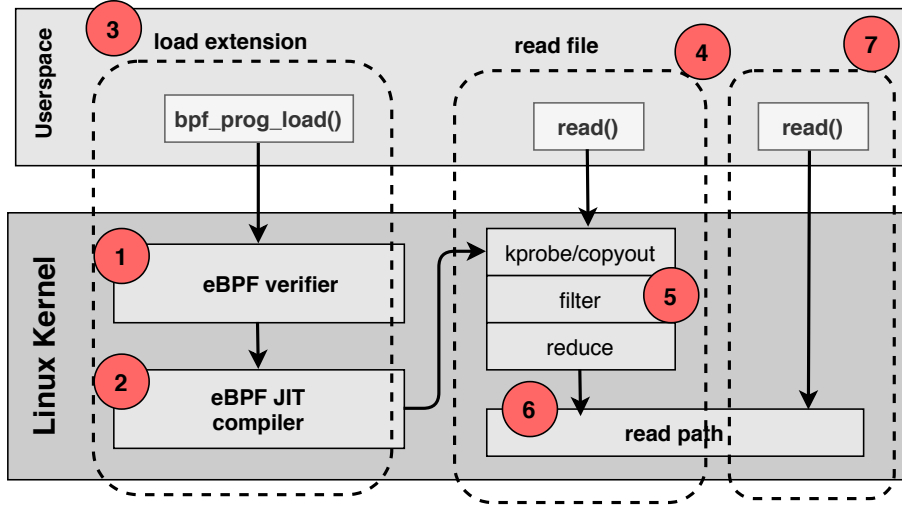 3
load extension
read file
4
7
Userspace
bpf_prog_load()
read()
read()
Linux Kernel
1
eBPF verifier
2
eBPF JIT
compiler
kprobe/copyout
filter
5
reduce
6
read path